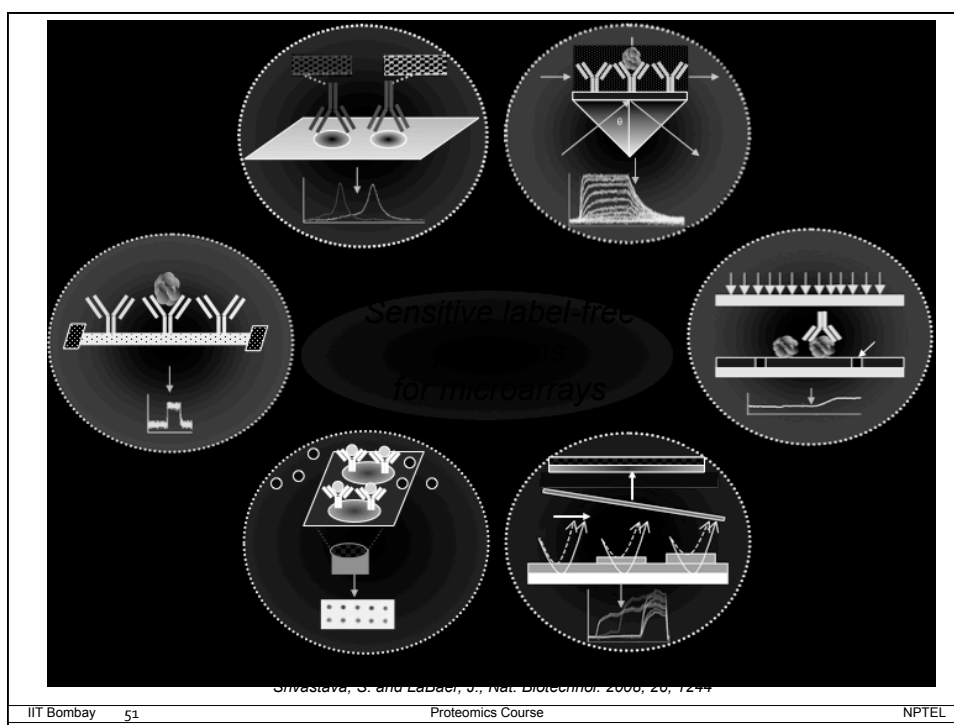 θ
Sensitive label-free
for microarrays
Srivastava, S. and LaBaer, J., Nat. Biotechnol. 2008, 26, 1244
IIT Bombay 51 Proteomics Course NPTEL